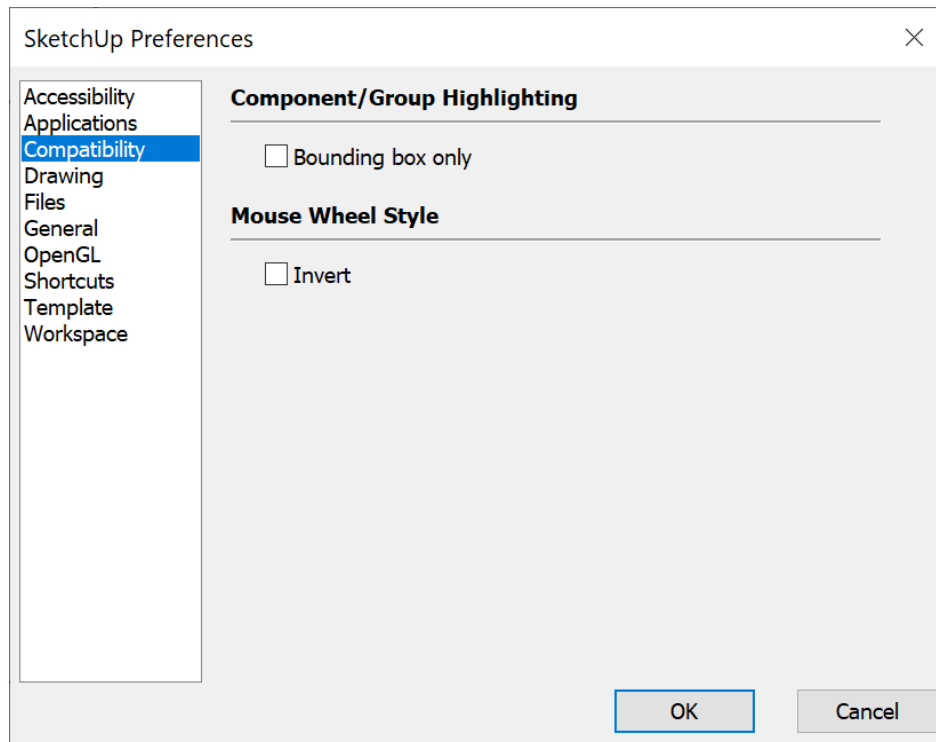 SketchUp Preferences
Accessibility
Applications
Compatibility
Drawing
Files
General
OpenGL
Shortcuts
Template
Workspace
Component/Group Highlighting
Bounding box only
Mouse Wheel Style
Invert
OK
Cancel